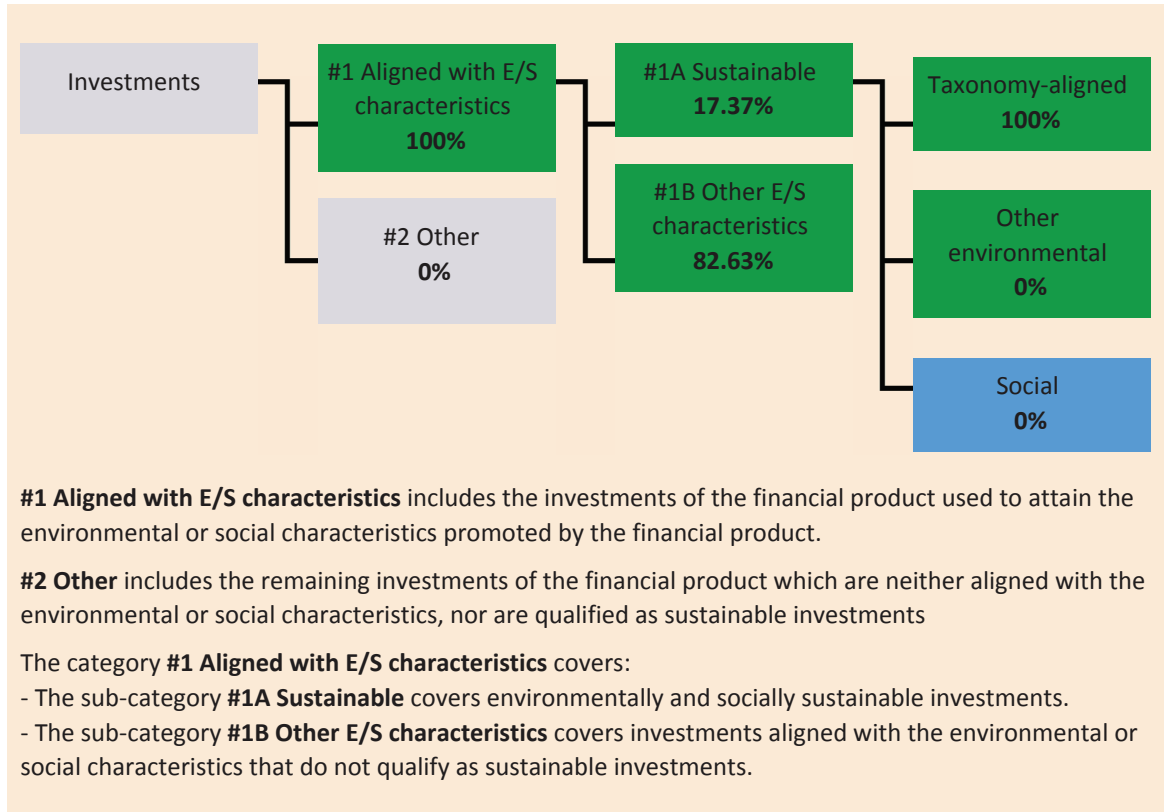 Investments
#1 Aligned with E/S
characteristics
100%
#2 Other
0%
#1A Sustainable
17.37%
#1B Other E/S
characteristics
82.63%
Taxonomy-aligned
100%
Other
environmental
0%
Social
0%
#1 Aligned with E/S characteristics includes the investments of the financial product used to attain the
environmental or social characteristics promoted by the financial product.
#2 Other includes the remaining investments of the financial product which are neither aligned with the
environmental or social characteristics, nor are qualified as sustainable investments
The category #1 Aligned with E/S characteristics covers:
- The sub-category #1A Sustainable covers environmentally and socially sustainable investments.
- The sub-category #1B Other E/S characteristics covers investments aligned with the environmental or
social characteristics that do not qualify as sustainable investments.